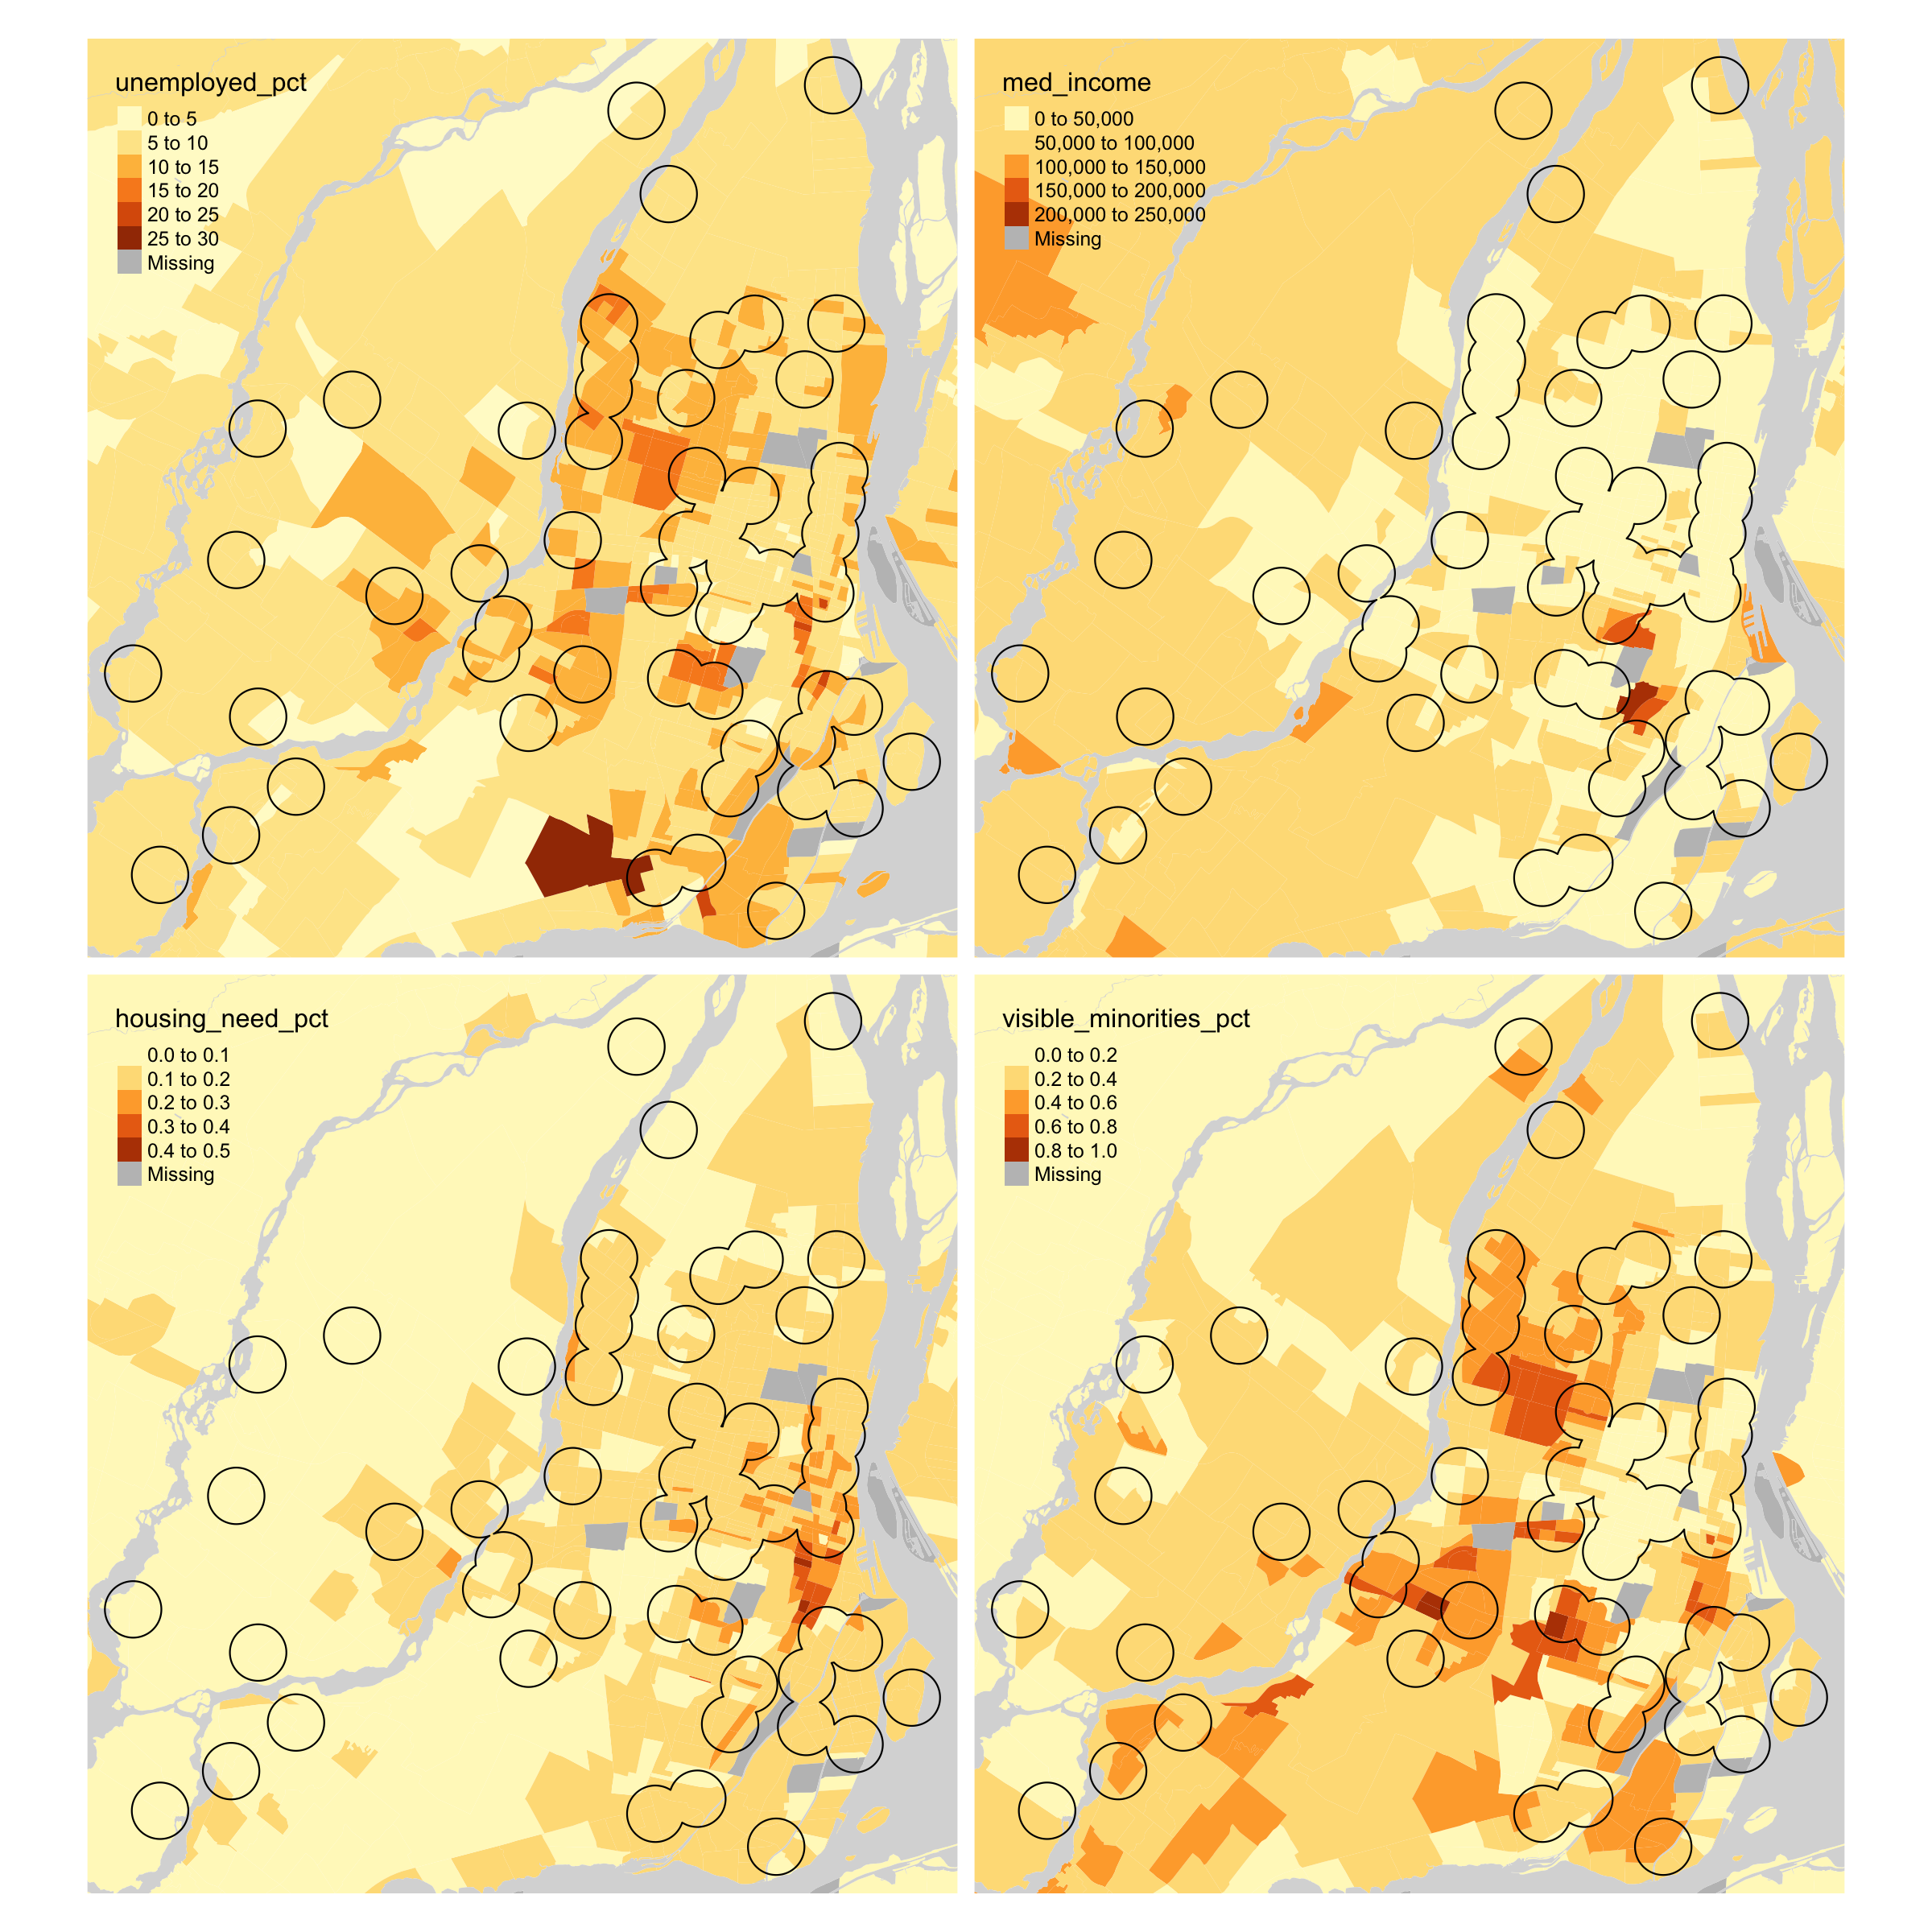 unemployed_pct
0 to 5
5 to 10
10 to 15
15 to 20
20 to 25
25 to 30
Missing
med_income
0 to 50,000
50,000 to 100,000
100,000 to 150,000
150,000 to 200,000
200,000 to 250,000
Missing
housing_need_pct
0.0 to 0.1
0.1 to 0.2
0.2 to 0.3
0.3 to 0.4
0.4 to 0.5
Missing
visible_minorities_pct
0.0 to 0.2
0.2 to 0.4
0.4 to 0.6
0.6 to 0.8
0.8 to 1.0
Missing